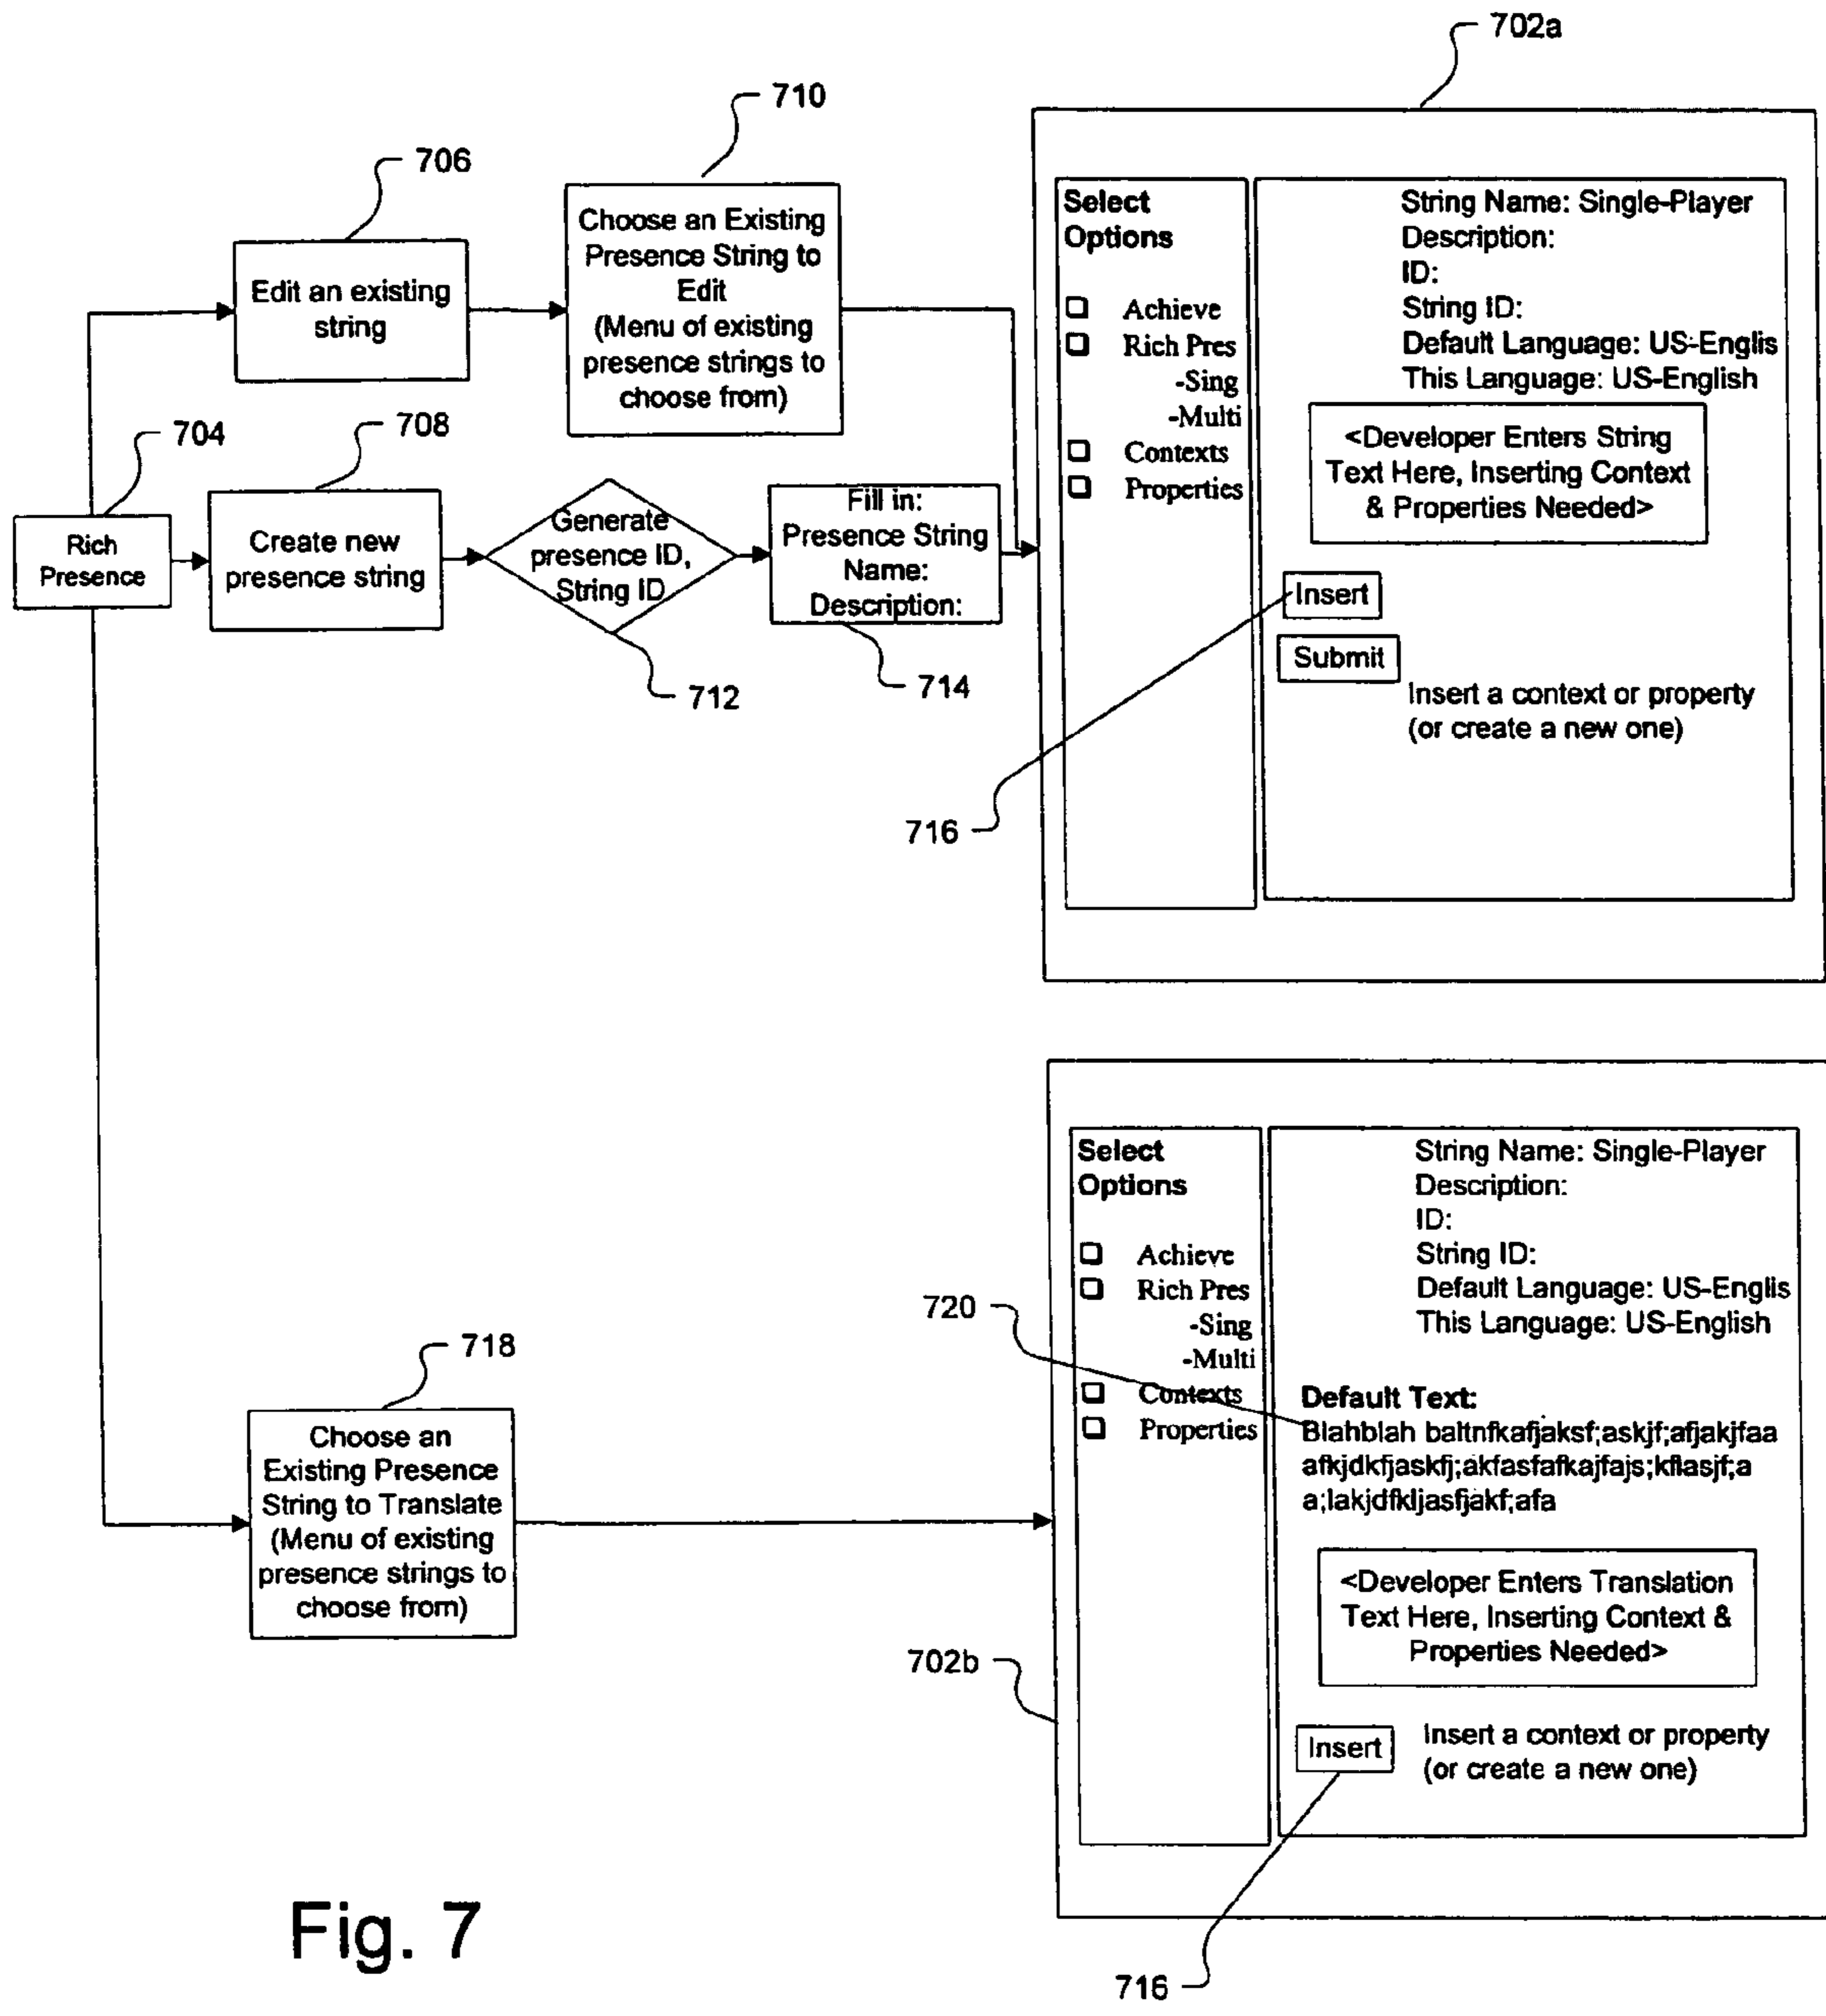 702a
710
706
Choose an Existing
Presence String to
Edit
(Menu of existing
presence strings to
choose from)
Edit an existing
string
704
708
Rich
Presence
Create new
presence string
Generate
presence ID,
String ID
712
Fill in:
Presence String
Name:
Description:
714
Select
Options
Achieve
Rich Pres
-Sing
-Multi
Contexts
Properties
String Name: Single-Player
Description:
ID:
String ID:
Default Language: US-Englis
This Language: US-English
<Developer Enters String
Text Here, Inserting Context
& Properties Needed>
Insert
Submit
Insert a context or property
(or create a new one)
716
718
Choose an
Existing Presence
String to Translate
(Menu of existing
presence strings to
choose from)
Select
Options
Achieve
Rich Pres
-Sing
-Multi
Contexts
Properties
720
String Name: Single-Player
Description:
ID:
String ID:
Default Language: US-Englis
This Language: US-English
Default Text:
Blahblah baltnfkafjaksf;askjf;afjakjfaa
afkjdkfjaskfj;akfasfafkajfajs;kflasjf;a
a;lakjdfkljasfjakf;afa
<Developer Enters Translation
Text Here, Inserting Context &
Properties Needed>
702b
Insert
Insert a context or property
(or create a new one)
716
Fig. 7